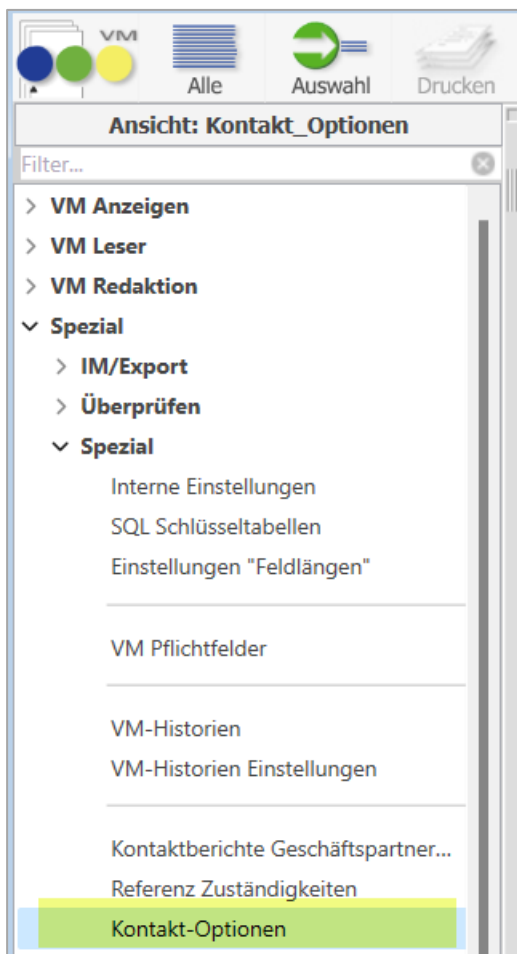 VM
Alle Auswahl Drucken
Ansicht: Kontakt_Optionen
Filter...
VM Anzeigen
VM Leser
VM Redaktion
Spezial
IM/Export
Überprüfen
Spezial
Interne Einstellungen
SQL Schlüsseltabellen
Einstellungen "Feldlängen"
VM Pflichtfelder
VM-Historien
VM-Historien Einstellungen
Kontaktberichte Geschäftspartner...
Referenz Zuständigkeiten
Kontakt-Optionen